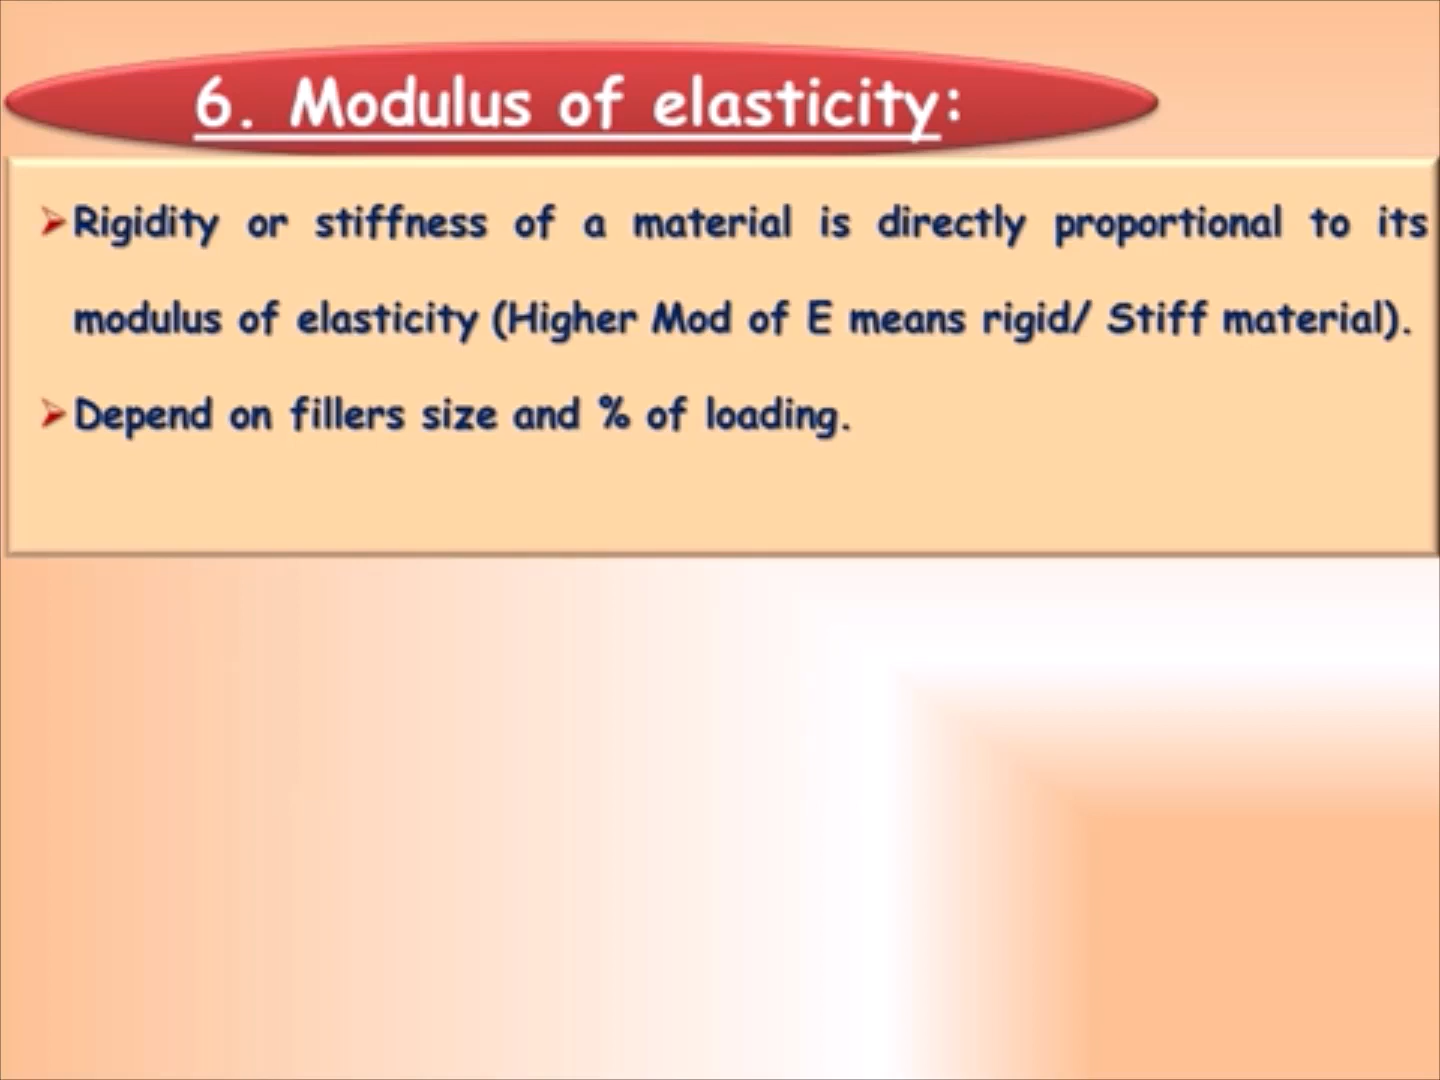 6. Modulus of elasticity:
➢Rigidity or stiffness of a material is directly proportional to its
modulus of elasticity (Higher Mod of E means rigid/ Stiff material).
➢Depend on fillers size and % of loading.